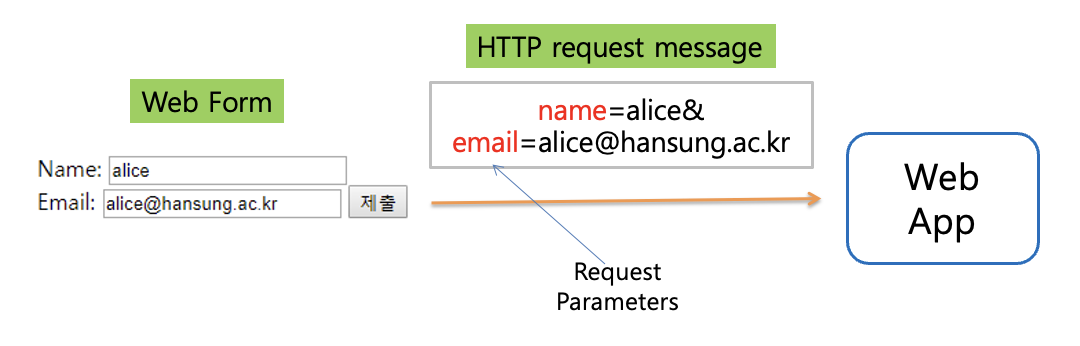 HTTP request message
Web Form
name=alice&
email=alice@hansung.ac.kr
Name: alice
Email: alice@hansung.ac.kr 제출
Web
App
Request
Parameters